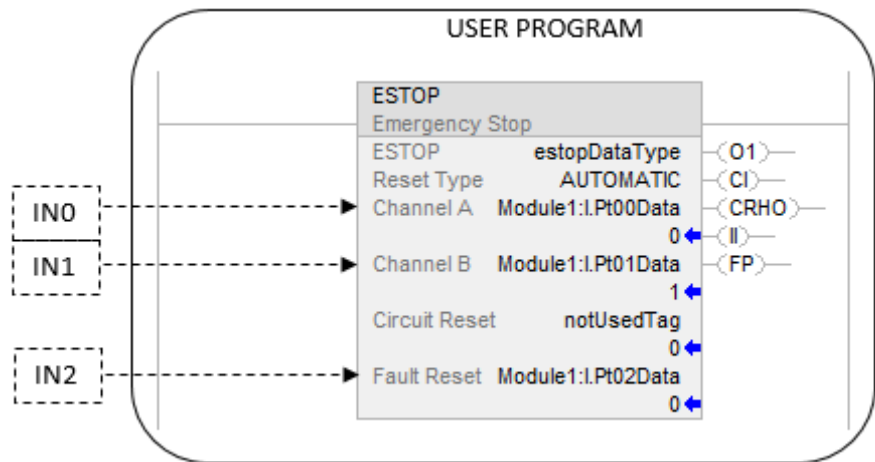 USER PROGRAM
ESTOP
Emergency Stop
ESTOP estopDataType (O1)
Reset Type AUTOMATIC (CI)
IN0 Channel A Module1:I.Pt00Data (CRHO)
0 (II)
IN1 Channel B Module1:I.Pt01Data (FP)
1
Circuit Reset notUsedTag
0
IN2 Fault Reset Module1:I.Pt02Data
0